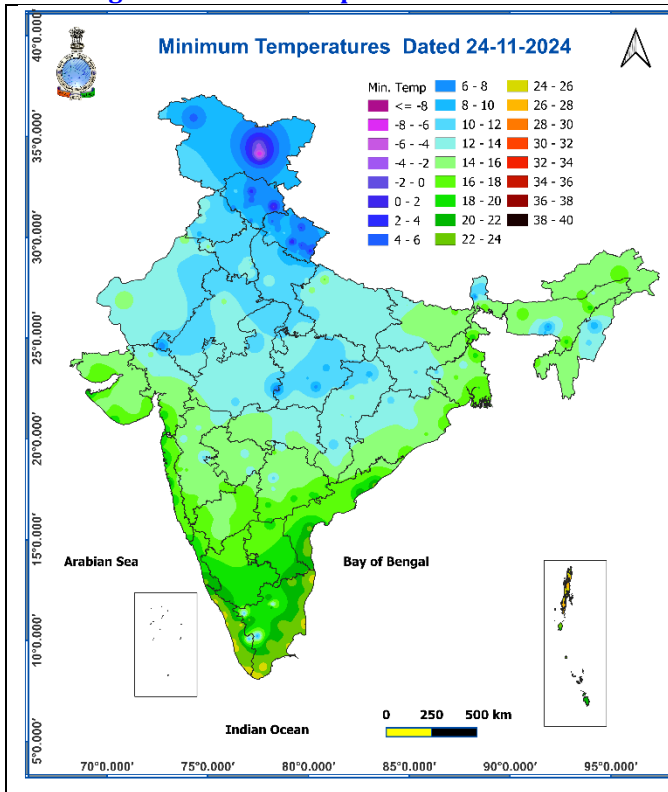 Minimum Temperatures Dated 24-11-2024
Min. Temp
<= -8
-8 - -6
-6 - -4
-4 - -2
-2 - 0
0 - 2
2 - 4
4 - 6
6 - 8
8 - 10
10 - 12
12 - 14
14 - 16
16 - 18
18 - 20
20 - 22
22 - 24
24 - 26
26 - 28
28 - 30
30 - 32
32 - 34
34 - 36
36 - 38
38 - 40
40°0.000'
35°0.000'
30°0.000'
25°0.000'
20°0.000'
15°0.000'
10°0.000'
5°0.000'
Arabian Sea
Bay of Bengal
Indian Ocean
0 250 500 km
70°0.000' 75°0.000' 80°0.000' 85°0.000' 90°0.000' 95°0.000'